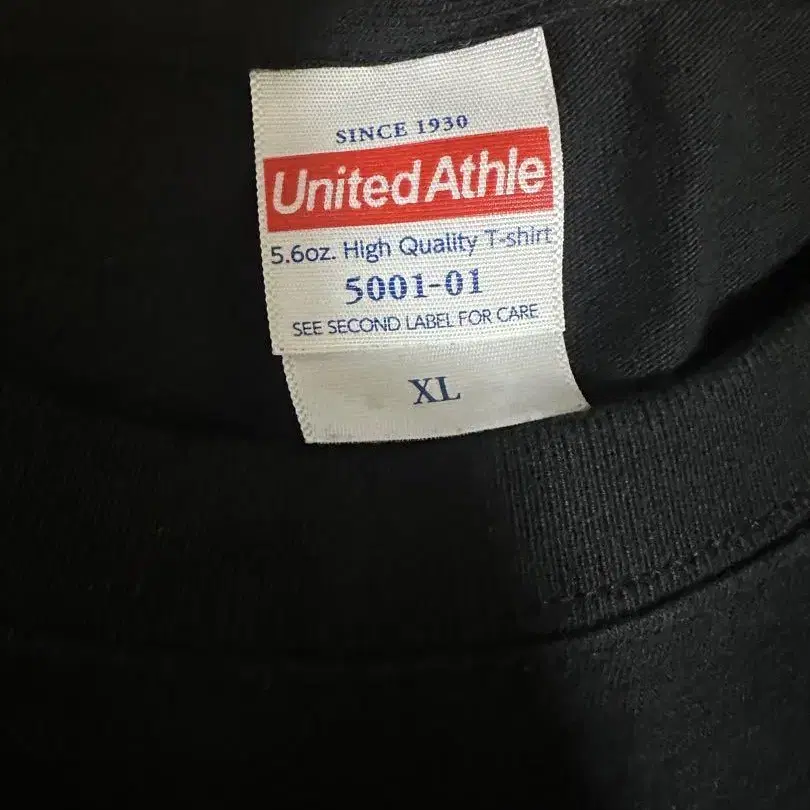 SINCE 1930
United Athle
5.6oz. High Quality T-shirt
5001-01
SEE SECOND LABEL FOR CARE
XL